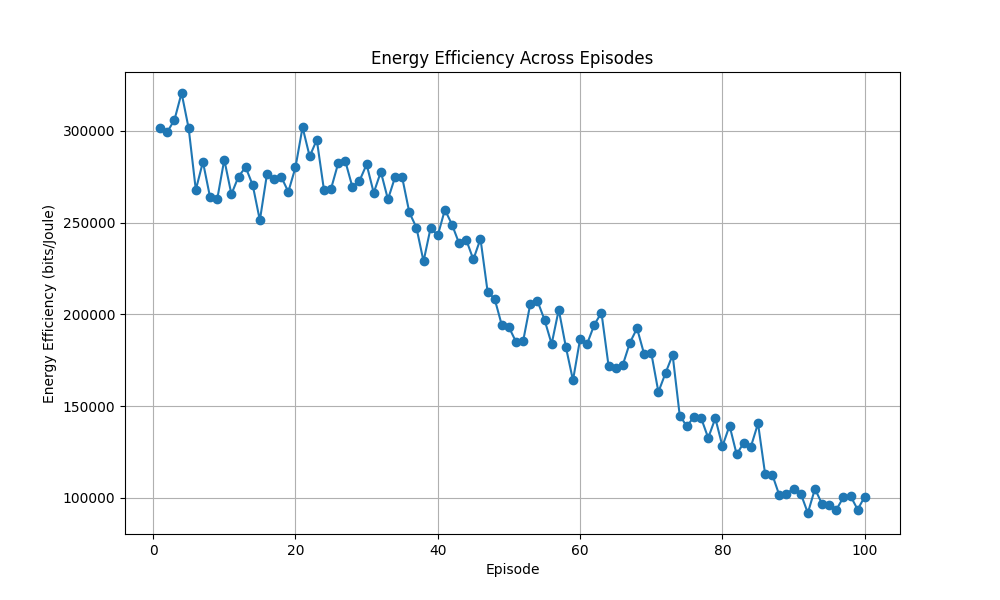 Energy Efficiency Across Episodes
Energy Efficiency (bits/Joule)
300000
250000
200000
150000
100000
0 20 40 60 80 100
Episode